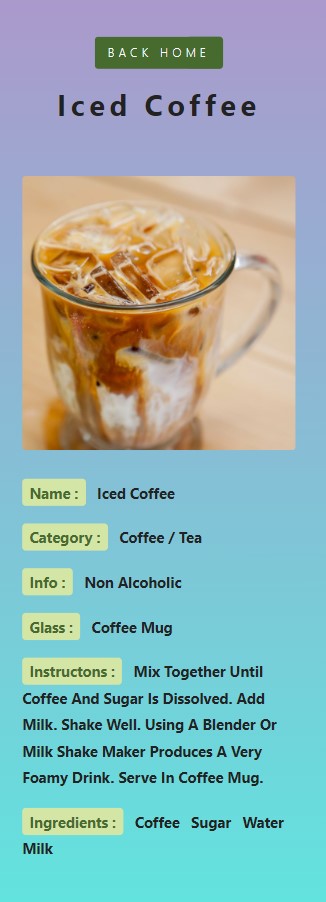 BACK HOME
Iced Coffee
Name : Iced Coffee
Category : Coffee / Tea
Info : Non Alcoholic
Glass : Coffee Mug
Instructons : Mix Together Until
Coffee And Sugar Is Dissolved. Add
Milk. Shake Well. Using A Blender Or
Milk Shake Maker Produces A Very
Foamy Drink. Serve In Coffee Mug.
Ingredients : Coffee Sugar Water
Milk